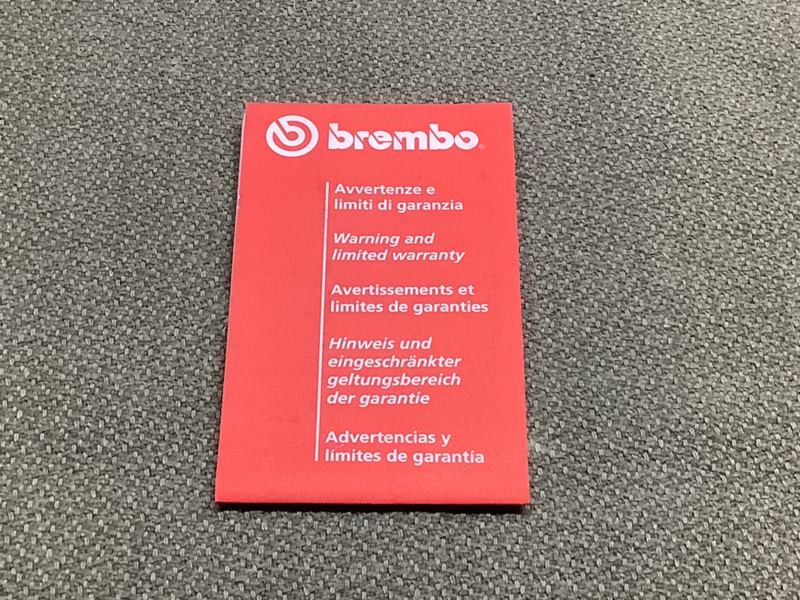 brembo
Avvertenze e
limiti di garanzia
Warning and
limited warranty
Avertissements et
limites de garanties
Hinweis und
eingeschränkter
geltungsbereich
der garantie
Advertencias y
límites de garantía